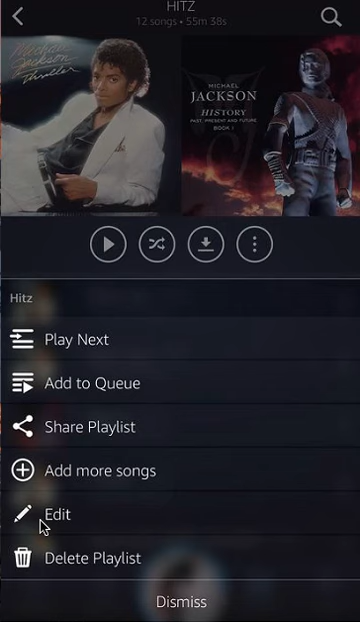 HITZ
12 songs • 55m 38s
Michael
Jackson
Thriller
MICHAEL
JACKSON
HISTORY
PAST, PRESENT AND FUTURE
BOOK I
Hitz
Play Next
Add to Queue
Share Playlist
Add more songs
Edit
Delete Playlist
Dismiss